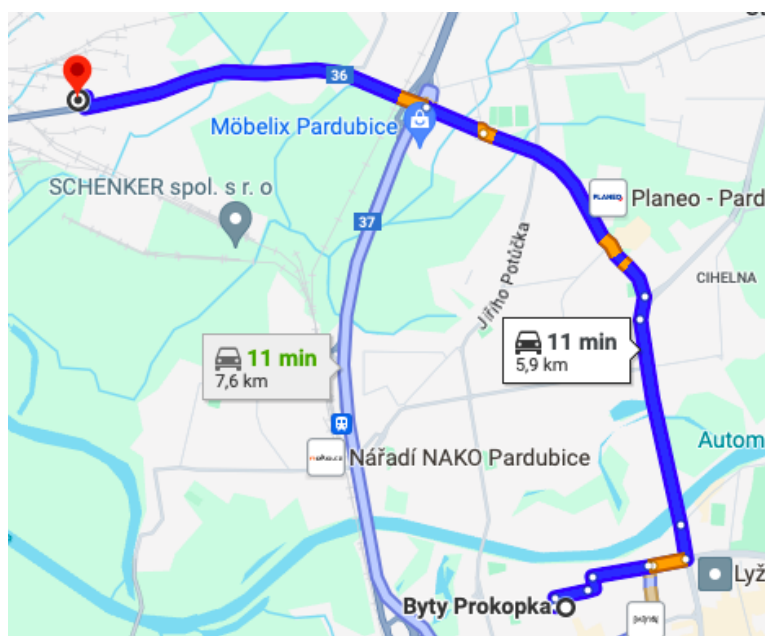 36
Möbelix Pardubice
SCHENKER spol. s r. o
PLANEO
Planeo - Pard
37
Jiřího Potůčka
CIHELNA
11 min
7,6 km
11 min
5,9 km
Nářadí NAKO Pardubice
Autom
Lyž
Byty Prokopka